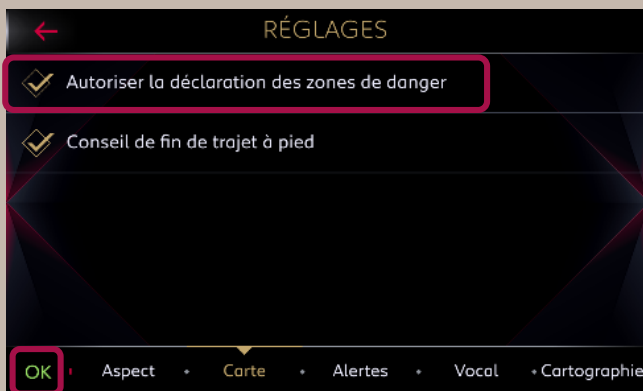 RÉGLAGES
Autoriser la déclaration des zones de danger
Conseil de fin de trajet à pied
OK Aspect • Carte • Alertes • Vocal • Cartographie